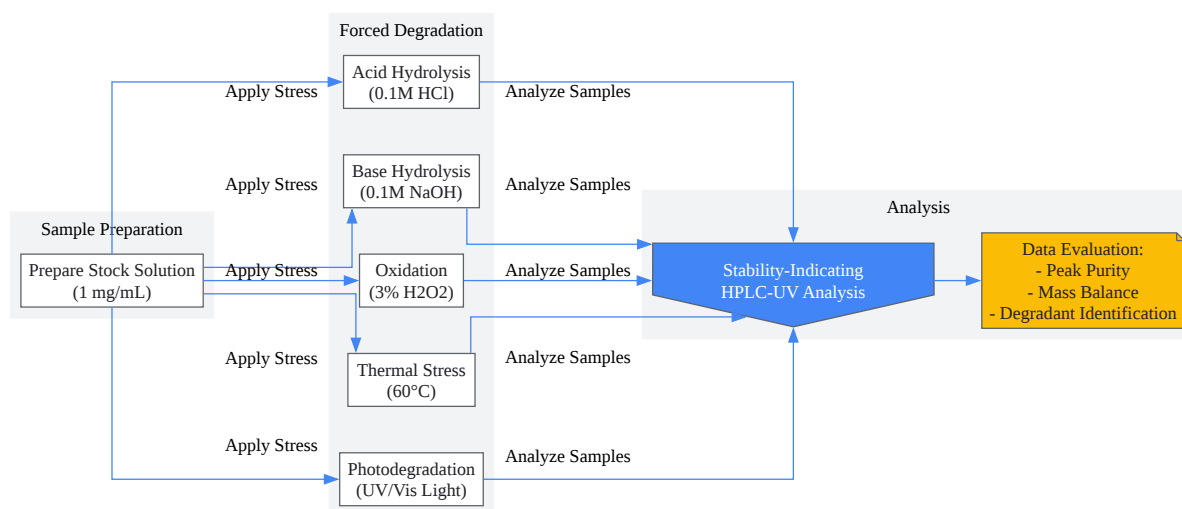 Forced Degradation
Acid Hydrolysis
(0.1M HCl)
Apply Stress
Analyze Samples
Base Hydrolysis
(0.1M NaOH)
Apply Stress
Analyze Samples
Sample Preparation
Prepare Stock Solution
(1 mg/mL)
Apply Stress
Oxidation
(3% H2O2)
Analyze Samples
Analysis
Stability-Indicating
HPLC-UV Analysis
Data Evaluation:
- Peak Purity
- Mass Balance
- Degradant Identification
Apply Stress
Thermal Stress
(60°C)
Analyze Samples
Apply Stress
Photodegradation
(UV/Vis Light)
Analyze Samples